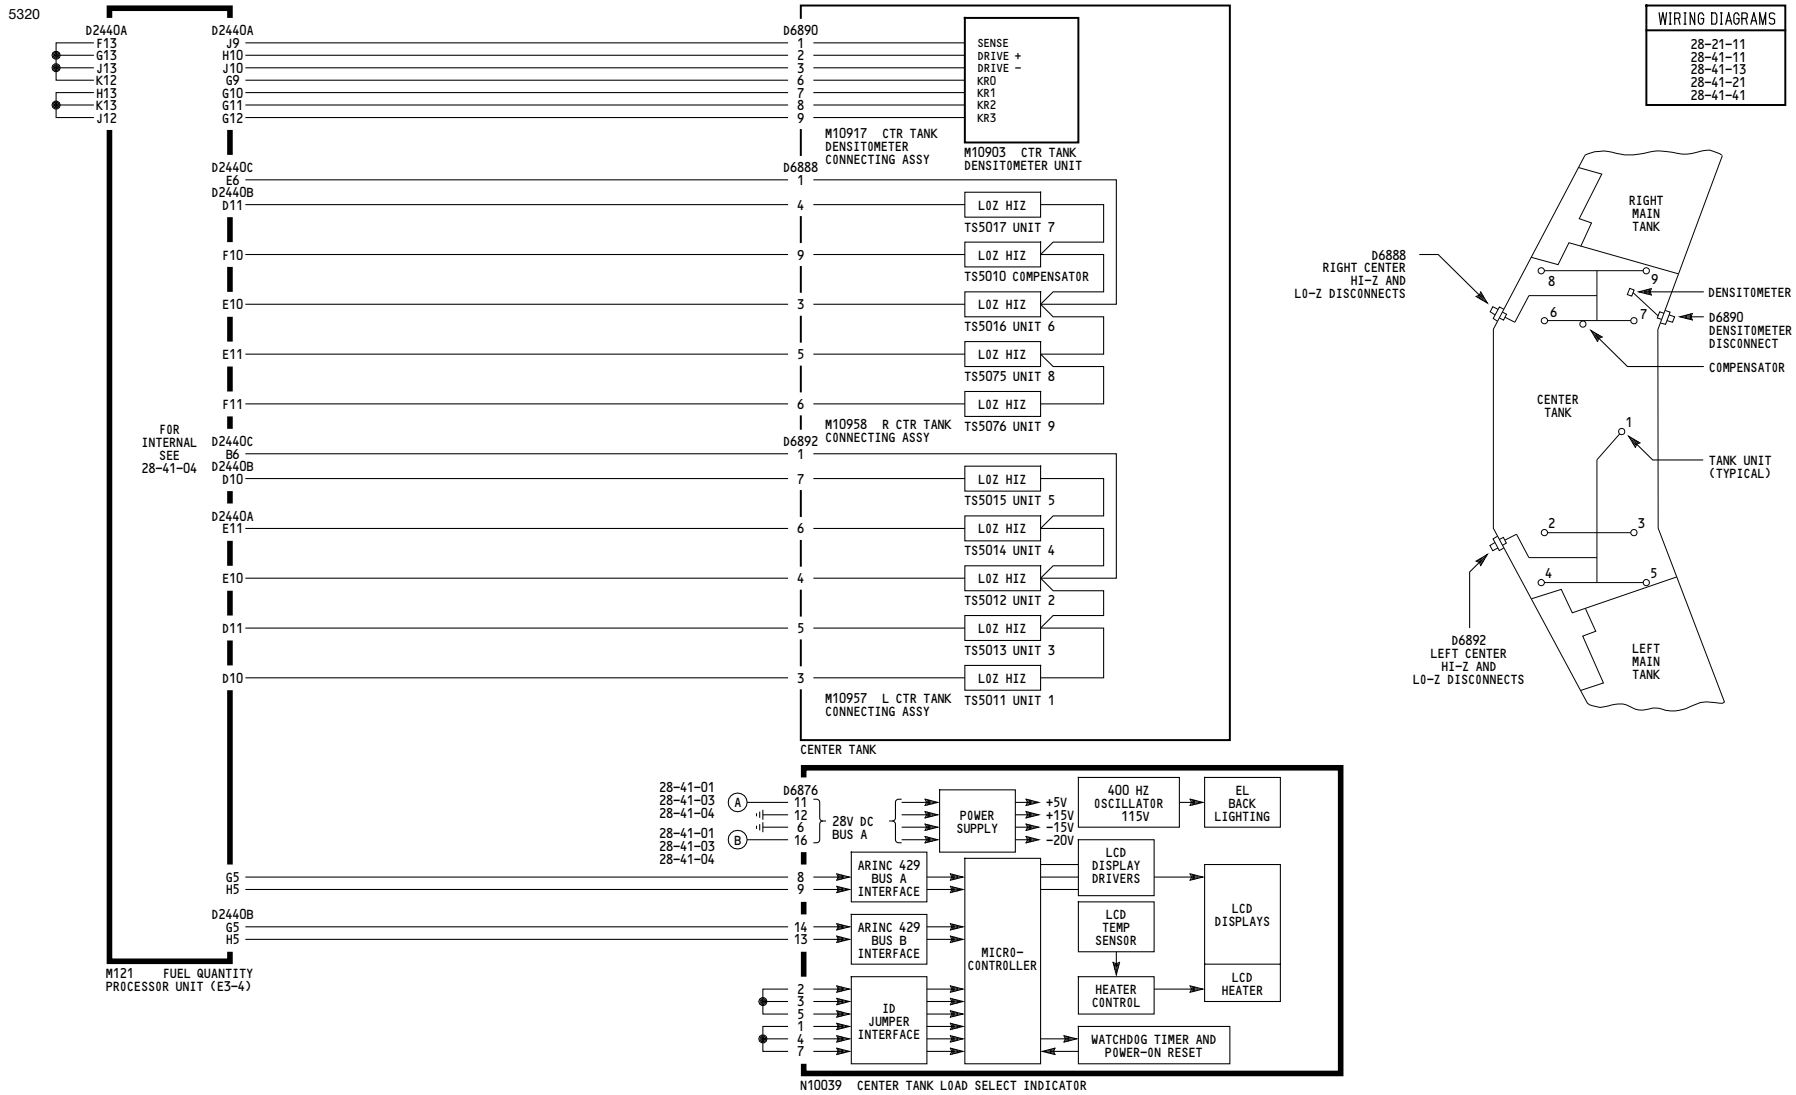 5320
D2440A
F13
G13
J13
K12
H13
K13
J12
D2440A
J9
H10
J10
G9
G10
G11
G12
D2440C
E6
D2440B
D11
F10
E10
E11
F11
FOR
INTERNAL
SEE
28-41-04
D2440C
B6
D2440B
D10
D2440A
E11
E10
D11
D10
G5
H5
D2440B
G5
H5
M121 FUEL QUANTITY
PROCESSOR UNIT (E3-4)
D6890
1
2
3
6
7
8
9
SENSE
DRIVE +
DRIVE -
KR0
KR1
KR2
KR3
M10917 CTR TANK
DENSITOMETER
CONNECTING ASSY
M10903 CTR TANK
DENSITOMETER UNIT
D6888
1
4
LOZ HIZ
TS5017 UNIT 7
9
LOZ HIZ
TS5010 COMPENSATOR
3
LOZ HIZ
TS5016 UNIT 6
5
LOZ HIZ
TS5075 UNIT 8
6
LOZ HIZ
TS5076 UNIT 9
M10958 R CTR TANK
CONNECTING ASSY
D6892
1
7
LOZ HIZ
TS5015 UNIT 5
6
LOZ HIZ
TS5014 UNIT 4
4
LOZ HIZ
TS5012 UNIT 2
5
LOZ HIZ
TS5013 UNIT 3
3
LOZ HIZ
TS5011 UNIT 1
M10957 L CTR TANK
CONNECTING ASSY
CENTER TANK
28-41-01
28-41-03
28-41-04
A
28-41-01
28-41-03
28-41-04
B
D6876
11
12
6
16
28V DC
BUS A
POWER
SUPPLY
+5V
+15V
-15V
-20V
400 HZ
OSCILLATOR
115V
EL
BACK
LIGHTING
8
9
ARINC 429
BUS A
INTERFACE
14
13
ARINC 429
BUS B
INTERFACE
2
3
5
1
4
7
ID
JUMPER
INTERFACE
MICRO-
CONTROLLER
LCD
DISPLAY
DRIVERS
LCD
TEMP
SENSOR
HEATER
CONTROL
LCD
DISPLAYS
LCD
HEATER
WATCHDOG TIMER AND
POWER-ON RESET
N10039 CENTER TANK LOAD SELECT INDICATOR
WIRING DIAGRAMS
28-21-11
28-41-11
28-41-13
28-41-21
28-41-41
RIGHT
MAIN
TANK
D6888
RIGHT CENTER
HI-Z AND
LO-Z DISCONNECTS
8
9
6
7
DENSITOMETER
D6890
DENSITOMETER
DISCONNECT
COMPENSATOR
CENTER
TANK
1
TANK UNIT
(TYPICAL)
2
3
4
5
D6892
LEFT CENTER
HI-Z AND
LO-Z DISCONNECTS
LEFT
MAIN
TANK